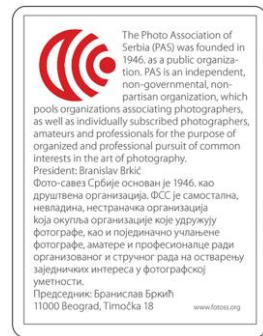 The Photo Association of
Serbia (PAS) was founded in
1946. as a public organiza-
tion. PAS is an independent,
non-governmental, non-
partisan organization, which
pools organizations associating photographers,
as well as individually subscribed photographers,
amateurs and professionals for the purpose of
organized and professional pursuit of common
interests in the art of photography.
President: Branislav Brkić
Фото-савез Србије основан је 1946. као
друштвена организација. ФСС је самостална,
невладина, нестраначка организација
која окупља организације које удружују
фотографе, као и појединачно учлањене
фотографе, аматере и професионалце ради
организованог и стручног рада на остварењу
заједничких интереса у фотографској
уметности.
Председник: Бранислав Бркић
11000 Beograd, Timočka 18 www.fotoss.org